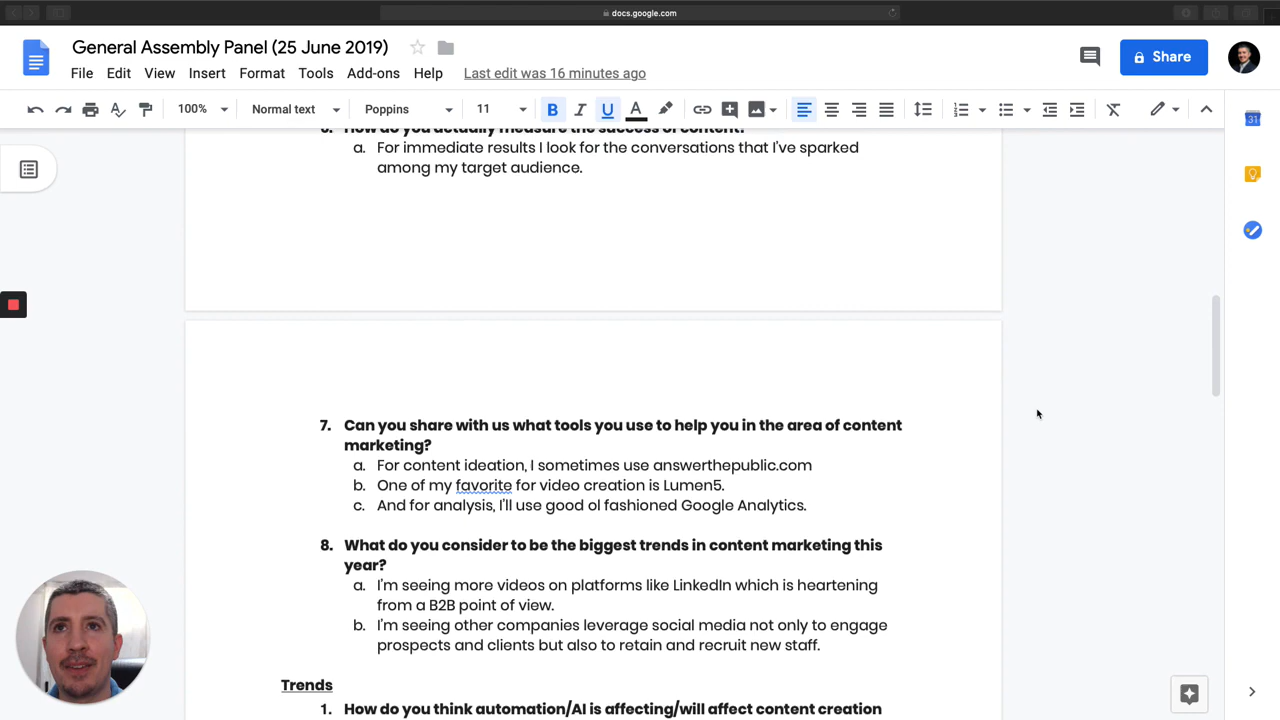 docs.google.com
General Assembly Panel (25 June 2019)
File Edit View Insert Format Tools Add-ons Help Last edit was 16 minutes ago
Share
100% Normal text Poppins 11 B I U A
31
6. How do you actually measure the success of content?
a. For immediate results I look for the conversations that I've sparked
among my target audience.
7. Can you share with us what tools you use to help you in the area of content
marketing?
a. For content ideation, I sometimes use answerthepublic.com
b. One of my favorite for video creation is Lumen5.
c. And for analysis, I'll use good ol fashioned Google Analytics.
8. What do you consider to be the biggest trends in content marketing this
year?
a. I'm seeing more videos on platforms like LinkedIn which is heartening
from a B2B point of view.
b. I'm seeing other companies leverage social media not only to engage
prospects and clients but also to retain and recruit new staff.
Trends
1. How do you think automation/AI is affecting/will affect content creation